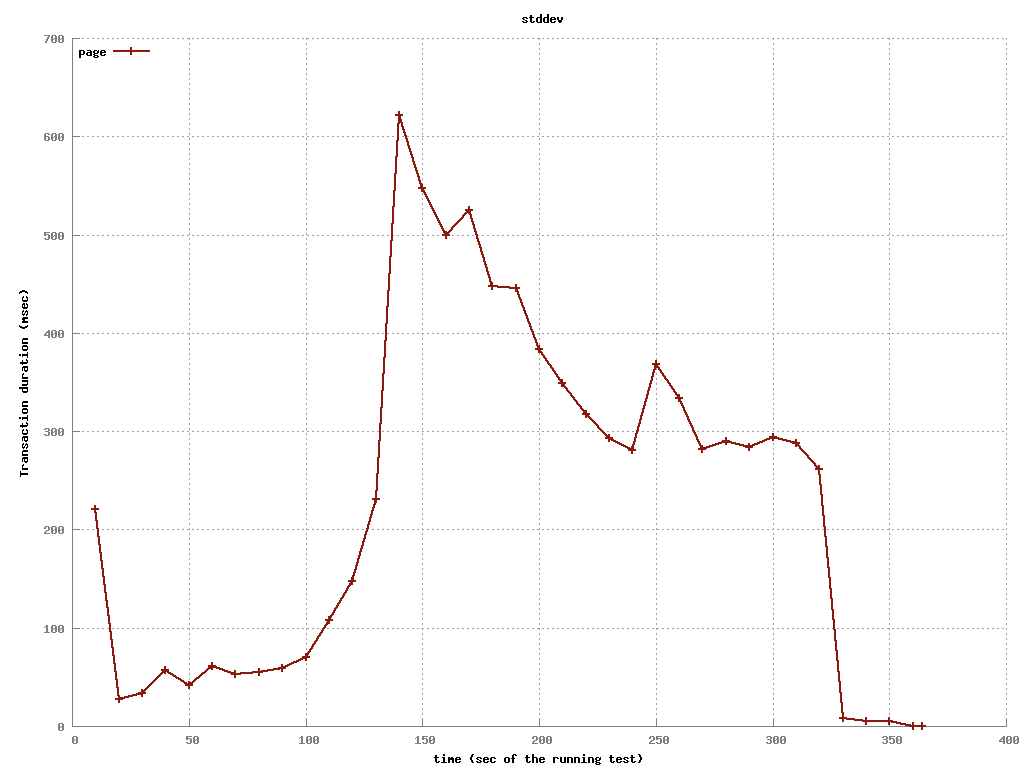 stddev
700
page
600
500
400
Transaction duration (msec)
300
200
100
0
0 50 100 150 200 250 300 350 400
time (sec of the running test)